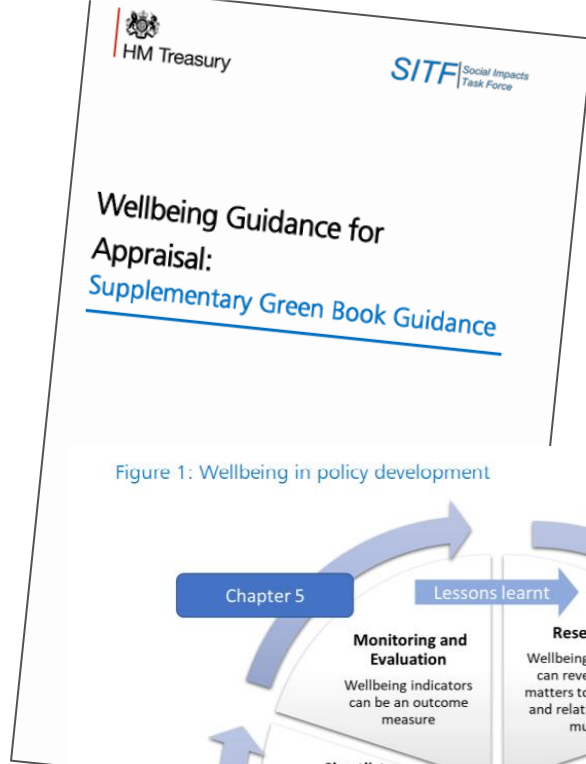 HM Treasury
SITF Social Impacts
Task Force
Wellbeing Guidance for
Appraisal:
Supplementary Green Book Guidance
Figure 1: Wellbeing in policy development
Chapter 5
Lessons learnt
Monitoring and
Evaluation
Wellbeing indicators
can be an outcome
measure
Rese
Wellbeing
can reve
matters to
and relat
mu